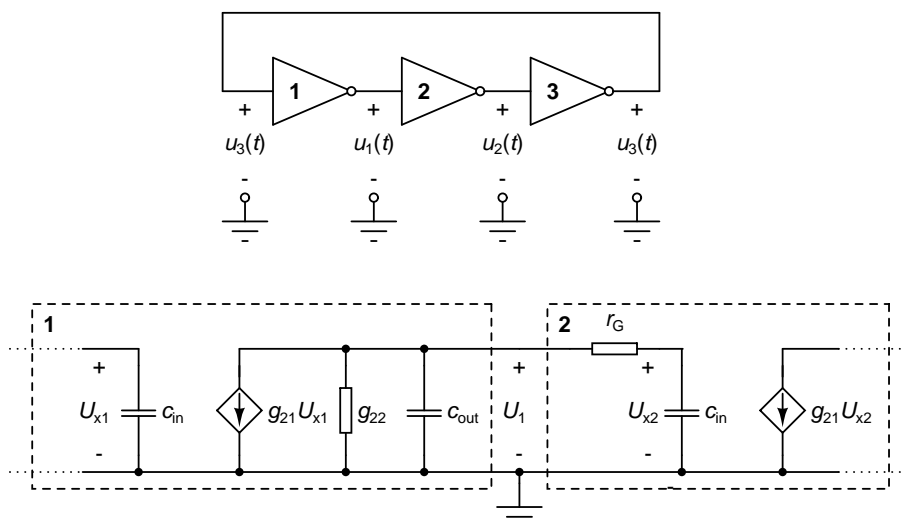 1 2 3
+ + + +
u3(t) u1(t) u2(t) u3(t)
- - - -
1 2 rG
+ + +
Ux1 cin g21Ux1 g22 cout U1 Ux2 cin g21Ux2
- - -